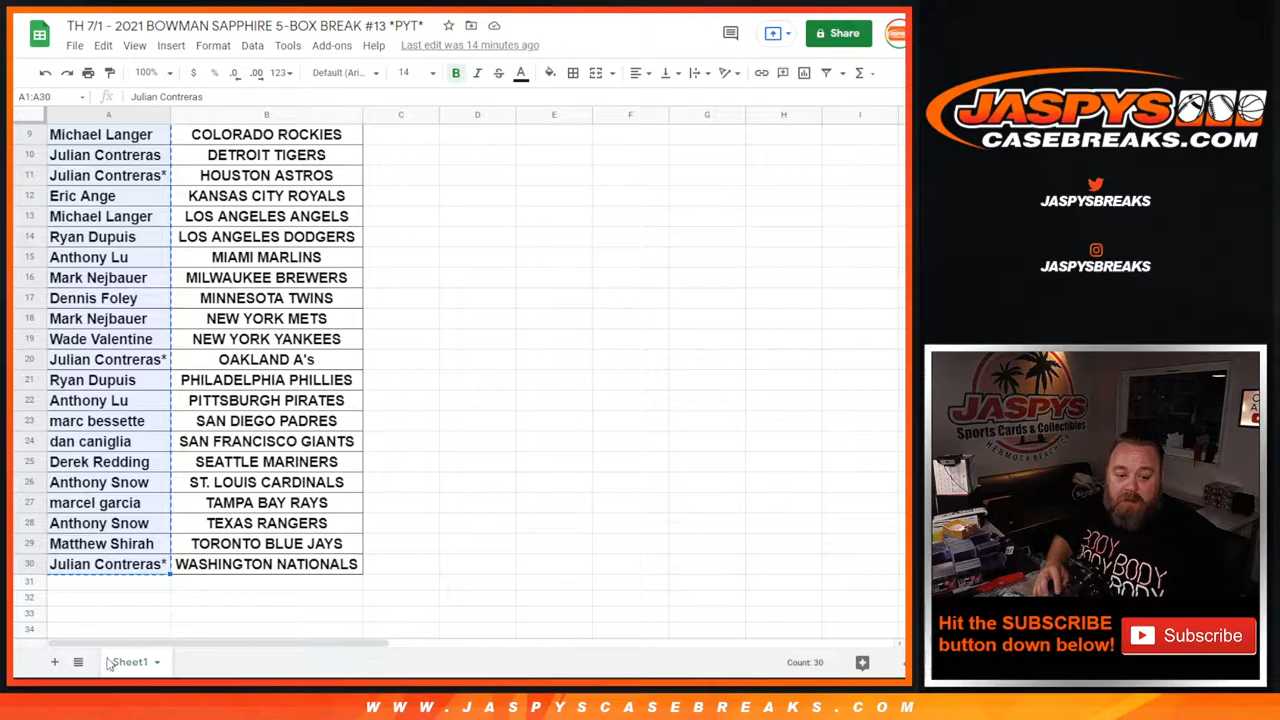 TH 7/1 - 2021 BOWMAN SAPPHIRE 5-BOX BREAK #13 *PYT*
File Edit View Insert Format Data Tools Add-ons Help Last edit was 14 minutes ago
Share
100% $ % .0 .00 123 Default (Ari... 14 B I S A
A1:A30 fx Julian Contreras
A B C D E F G H I
9 Michael Langer COLORADO ROCKIES
10 Julian Contreras DETROIT TIGERS
11 Julian Contreras* HOUSTON ASTROS
12 Eric Ange KANSAS CITY ROYALS
13 Michael Langer LOS ANGELES ANGELS
14 Ryan Dupuis LOS ANGELES DODGERS
15 Anthony Lu MIAMI MARLINS
16 Mark Nejbauer MILWAUKEE BREWERS
17 Dennis Foley MINNESOTA TWINS
18 Mark Nejbauer NEW YORK METS
19 Wade Valentine NEW YORK YANKEES
20 Julian Contreras* OAKLAND A's
21 Ryan Dupuis PHILADELPHIA PHILLIES
22 Anthony Lu PITTSBURGH PIRATES
23 marc bessette SAN DIEGO PADRES
24 dan caniglia SAN FRANCISCO GIANTS
25 Derek Redding SEATTLE MARINERS
26 Anthony Snow ST. LOUIS CARDINALS
27 marcel garcia TAMPA BAY RAYS
28 Anthony Snow TEXAS RANGERS
29 Matthew Shirah TORONTO BLUE JAYS
30 Julian Contreras* WASHINGTON NATIONALS
31
32
33
34
Sheet1
Count: 30
JASPYS
CASEBREAKS.COM
JASPYSBREAKS
JASPYSBREAKS
JASPYS
Sports Cards & Collectibles
HERMOSA BEACH
BODY
BODYBODY
Hit the SUBSCRIBE
button down below!
Subscribe
WWW.JASPYSCASEBREAKS.COM